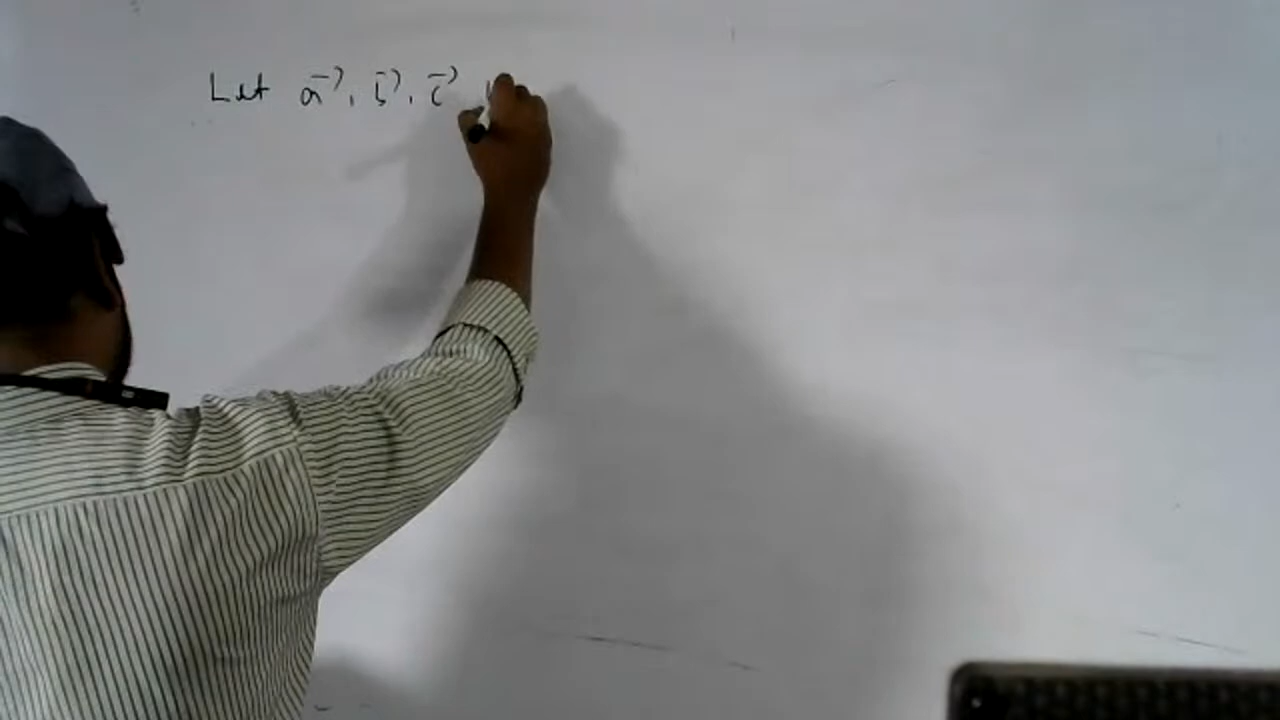 Let a⃗, b⃗, c⃗